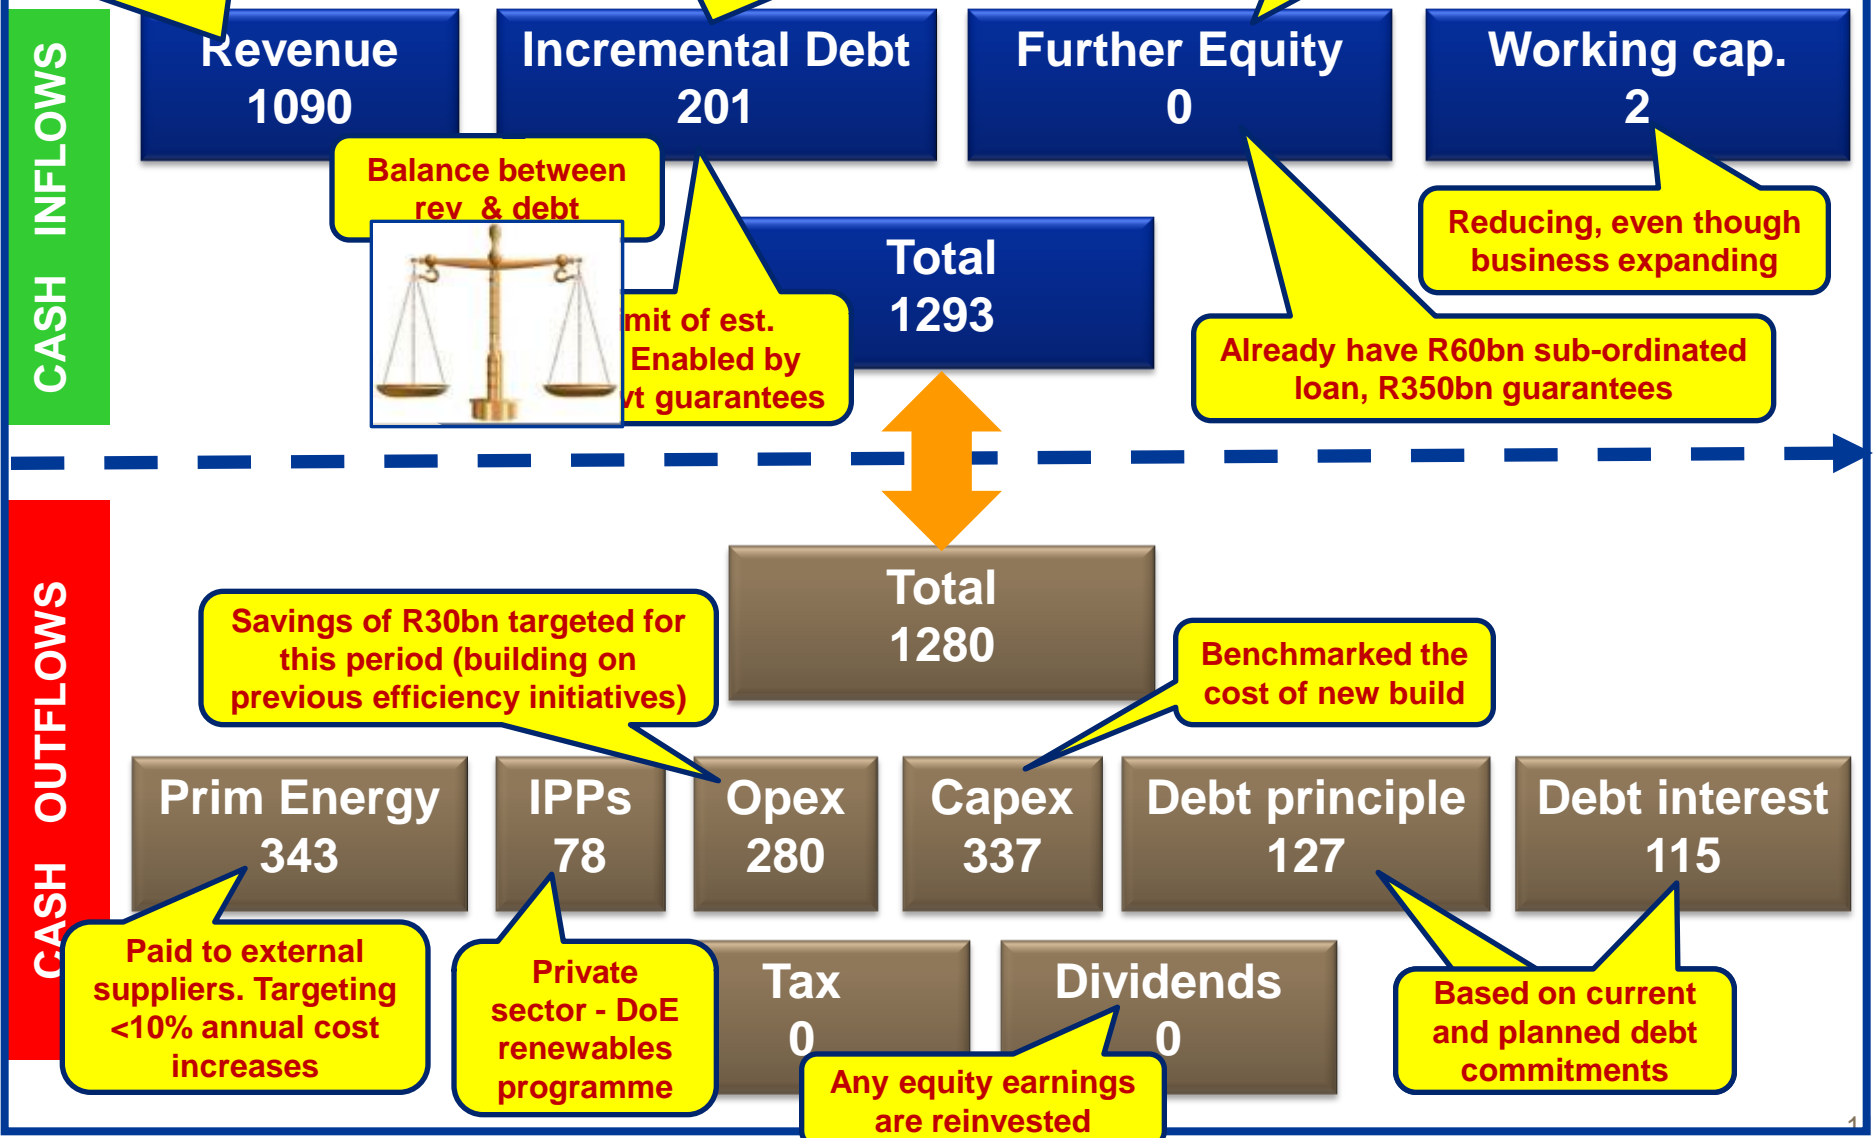 CASH INFLOWS
Revenue
1090
Incremental Debt
201
Further Equity
0
Working cap.
2
Balance between
rev & debt
Reducing, even though
business expanding
Total
1293
mit of est.
Enabled by
vt guarantees
Already have R60bn sub-ordinated
loan, R350bn guarantees
CASH OUTFLOWS
Total
1280
Savings of R30bn targeted for
this period (building on
previous efficiency initiatives)
Benchmarked the
cost of new build
Prim Energy
343
IPPs
78
Opex
280
Capex
337
Debt principle
127
Debt interest
115
Paid to external
suppliers. Targeting
<10% annual cost
increases
Private
sector - DoE
renewables
programme
Tax
0
Dividends
0
Based on current
and planned debt
commitments
Any equity earnings
are reinvested
1